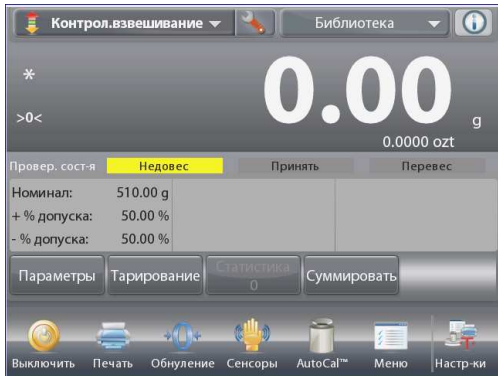 Контрол.взвешивание Библиотека
*
>0<
0.00 g
0.0000 ozt
Провер. сост-я Недовес Принять Перевес
Номинал: 510.00 g
+ % допуска: 50.00 %
- % допуска: 50.00 %
Параметры Тарирование Статистика Суммировать
0
Выключить Печать Обнуление Сенсоры AutoCal™ Меню Настр-ки